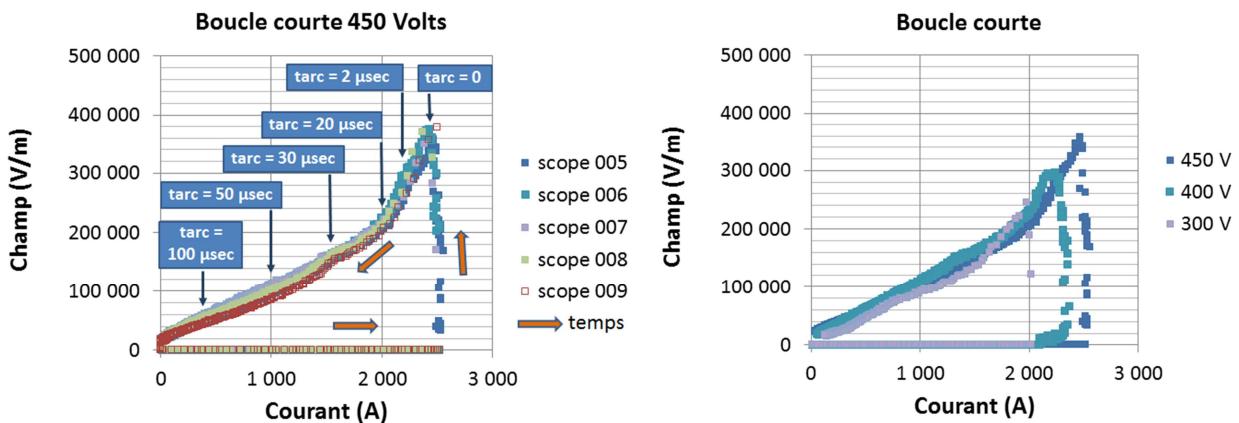 Boucle courte 450 Volts
Champ (V/m)
500 000
400 000
300 000
200 000
100 000
0
tarc = 2 µsec
tarc = 0
tarc = 20 µsec
tarc = 30 µsec
tarc = 50 µsec
tarc =
100 µsec
0
1 000
2 000
3 000
Courant (A)
scope 005
scope 006
scope 007
scope 008
scope 009
temps
Boucle courte
Champ (V/m)
500 000
400 000
300 000
200 000
100 000
0
0
1 000
2 000
3 000
Courant (A)
450 V
400 V
300 V